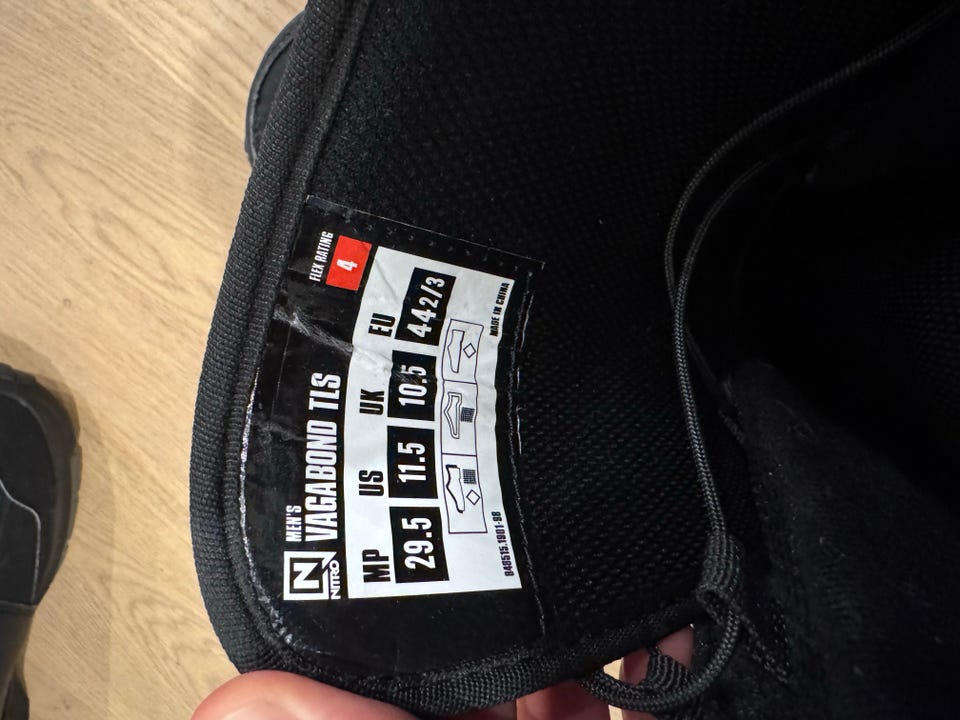 N
NITRO
MEN'S
VAGABOND TLS
FLEX RATING
4
MP US UK EU
29.5 11.5 10.5 44 2/3
848515.1901-98
MADE IN CHINA